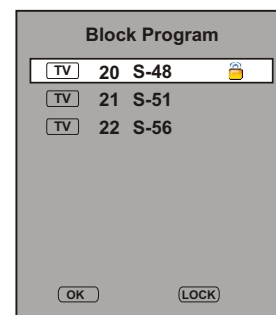 Block Program
TV 20 S-48
TV 21 S-51
TV 22 S-56
OK LOCK